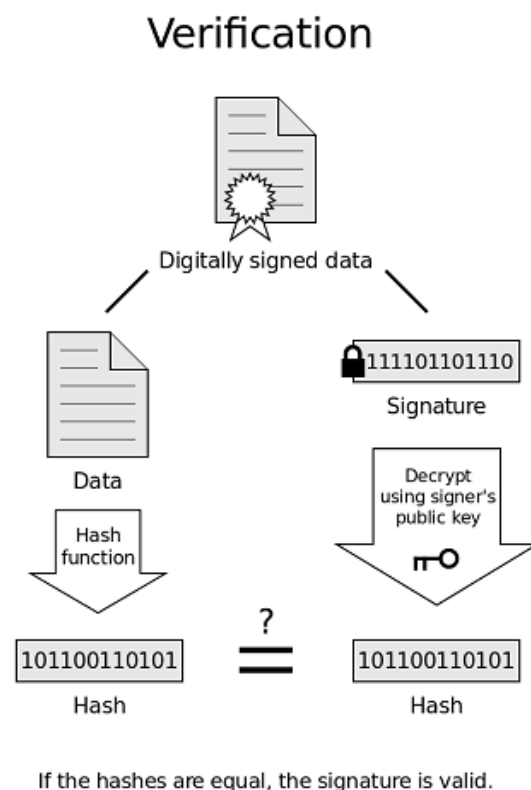 Verification
Digitally signed data
111101101110
Signature
Data
Decrypt
using signer's
public key
Hash
function
?
101100110101
101100110101
Hash
Hash
If the hashes are equal, the signature is valid.